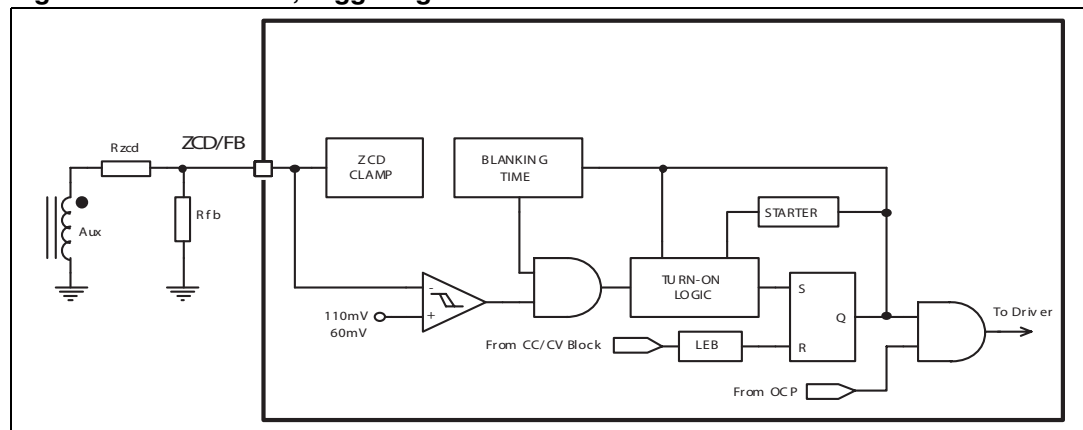 ZCD/FB
Rzcd
Rfb
Aux
ZCD
CLAMP
BLANKING
TIME
STARTER
TURN-ON
LOGIC
110mV
60mV
-
+
S
R
Q
From CC/CV Block
LEB
From OCP
To Driver